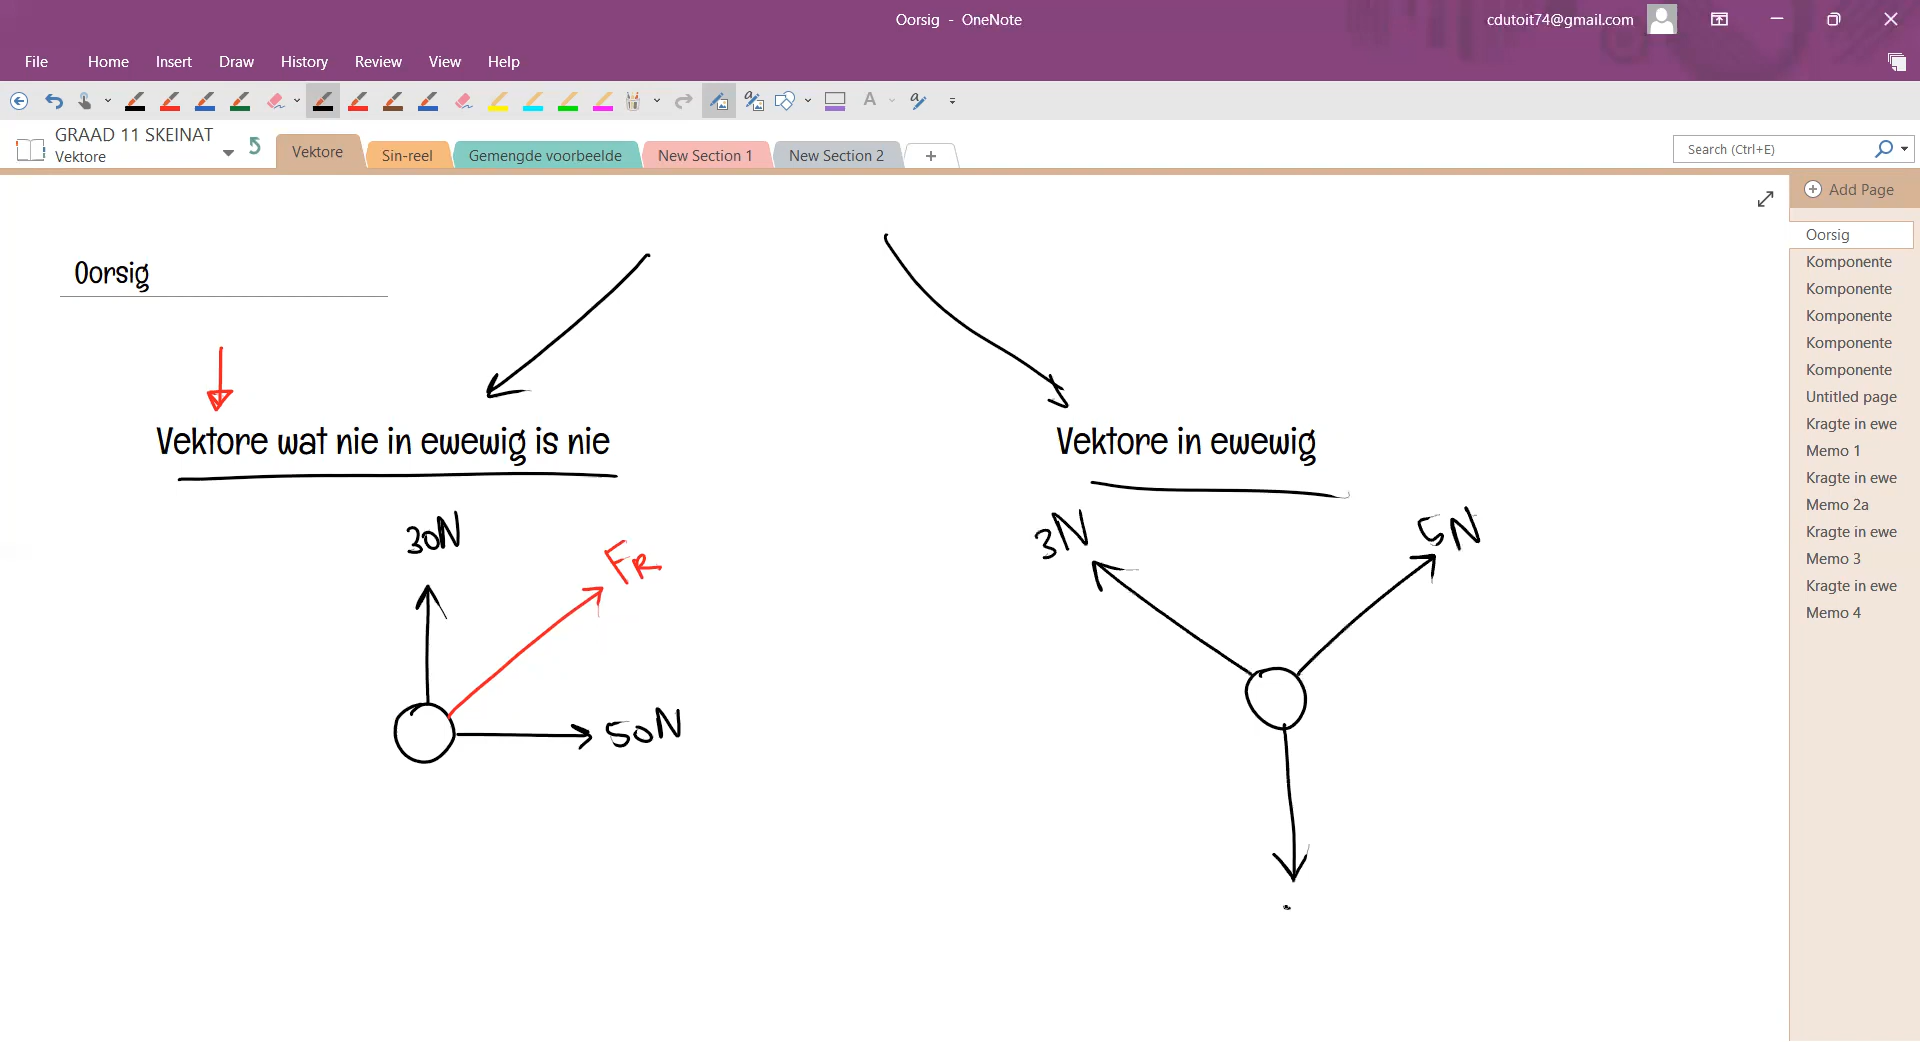 Oorsig - OneNote
cdutoit74@gmail.com
File Home Insert Draw History Review View Help
GRAAD 11 SKEINAT
Vektore
Vektore
Sin-reel
Gemengde voorbeelde
New Section 1
New Section 2
Search (Ctrl+E)
Add Page
Oorsig
Komponente
Komponente
Komponente
Komponente
Komponente
Untitled page
Kragte in ewe
Memo 1
Kragte in ewe
Memo 2a
Kragte in ewe
Memo 3
Kragte in ewe
Memo 4
Oorsig
Vektore wat nie in ewewig is nie
30N
FR
50N
Vektore in ewewig
3N
5N